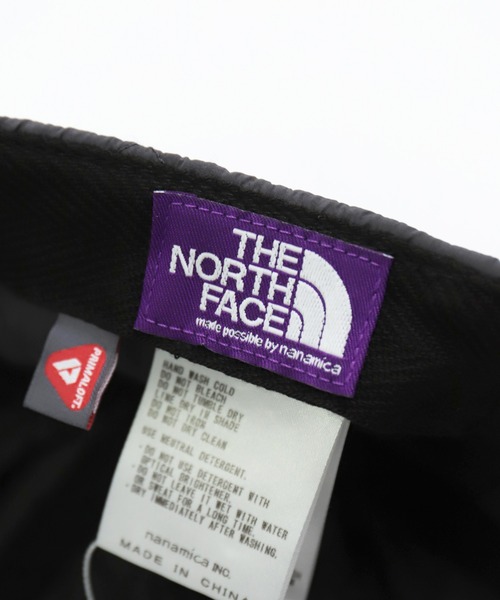 THE
NORTH
FACE
made possible by nanamica
PRIMALOFT
HAND WASH COLD
DO NOT BLEACH
DO NOT TUMBLE DRY
LINE DRY IN SHADE
DO NOT IRON
DO NOT DRY CLEAN
USE NEUTRAL DETERGENT.
・DO NOT USE DETERGENT WITH
OPTICAL BRIGHTENER.
・DO NOT LEAVE IT WET WITH WATER
OR SWEAT FOR A LONG TIME.
・DRY IMMEDIATELY AFTER WASHING.
nanamica INC.
MADE IN CHINA